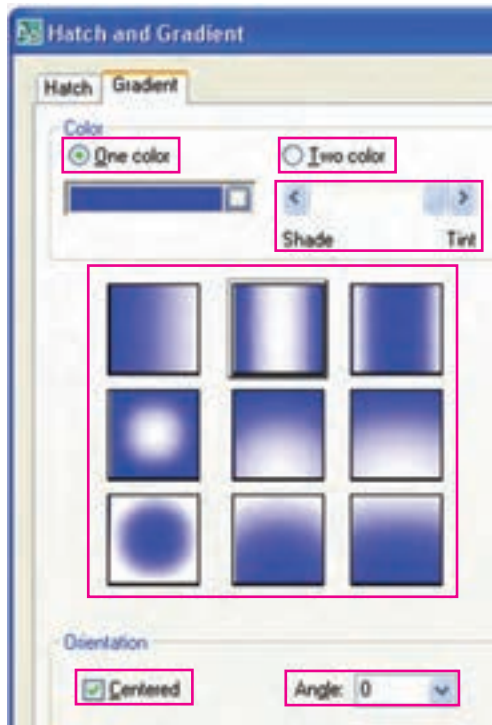 Hatch and Gradient
Hatch Gradient
Color
One color Two color
Shade Tint
Orientation
Centered Angle: 0